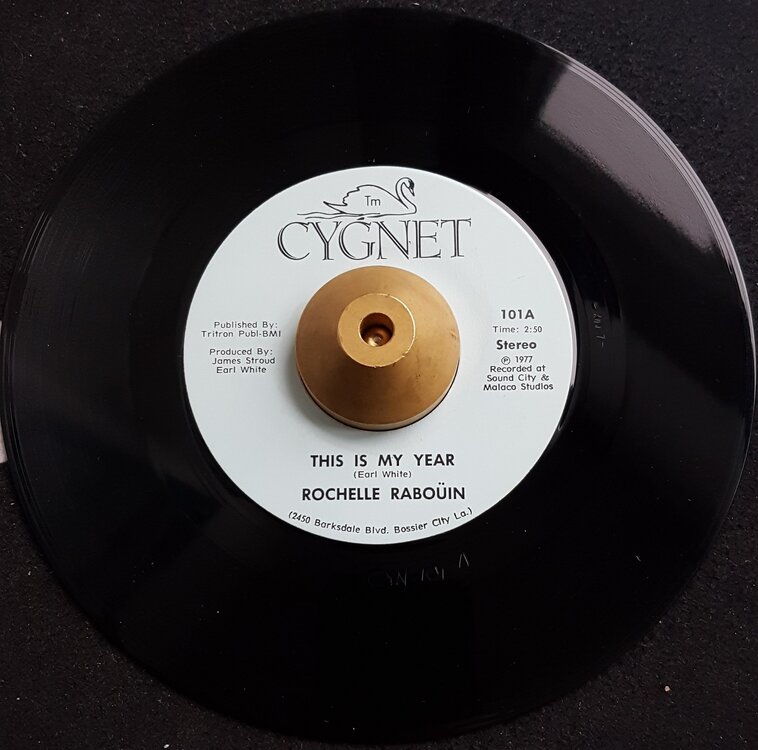 Tm
CYGNET
Published By:
Tritron Publ-BMI
Produced By:
James Stroud
Earl White
101A
Time: 2:50
Stereo
℗ 1977
Recorded at
Sound City &
Malaco Studios
THIS IS MY YEAR
(Earl White)
ROCHELLE RABOÜIN
(2450 Barksdale Blvd. Bossier City La.)